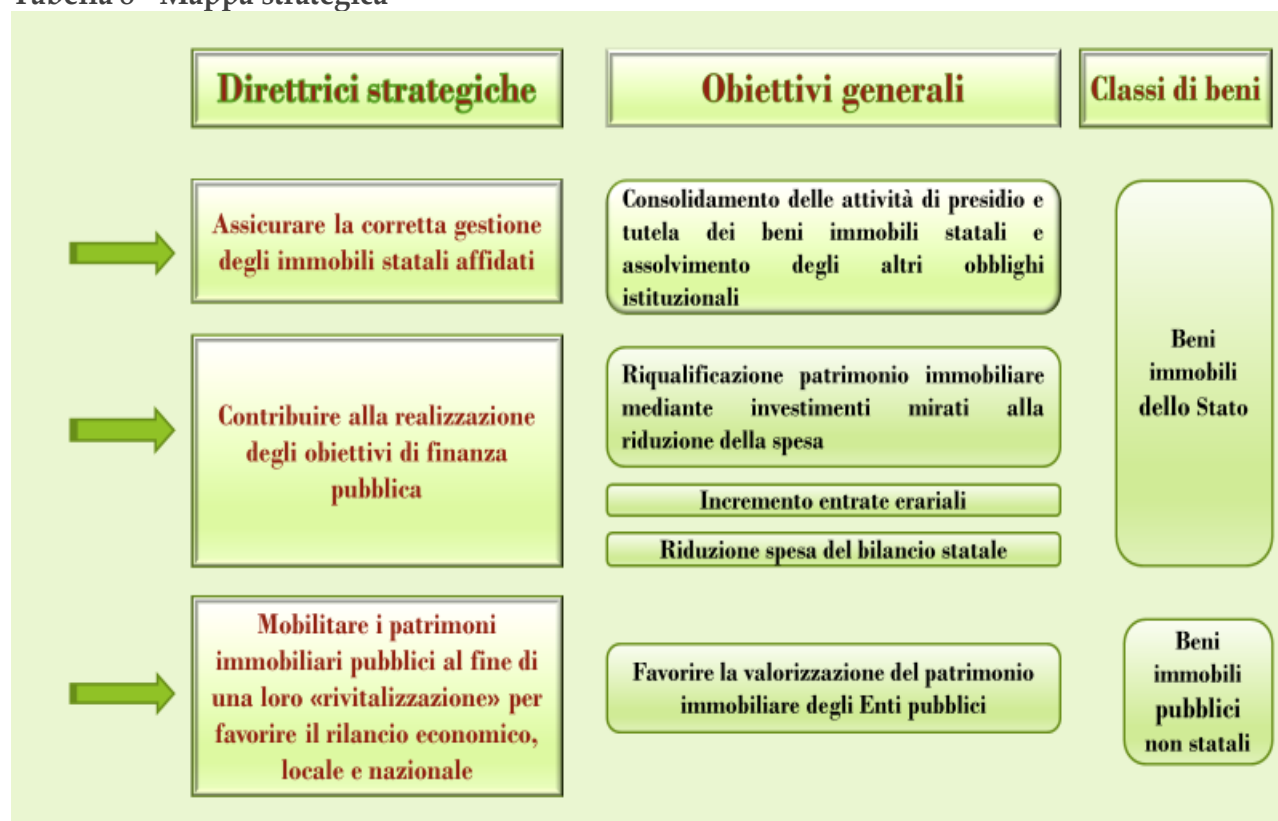 Tabella - Mappa strategica
Direttrici strategiche
Obiettivi generali
Classi di beni
Assicurare la corretta gestione
degli immobili statali affidati
Consolidamento delle attività di presidio e
tutela dei beni immobili statali e
assolvimento degli altri obblighi
istituzionali
Contribuire alla realizzazione
degli obiettivi di finanza
pubblica
Riqualificazione patrimonio immobiliare
mediante investimenti mirati alla
riduzione della spesa
Incremento entrate erariali
Riduzione spesa del bilancio statale
Beni
immobili
dello Stato
Mobilitare i patrimoni
immobiliari pubblici al fine di
una loro «rivitalizzazione» per
favorire il rilancio economico,
locale e nazionale
Favorire la valorizzazione del patrimonio
immobiliare degli Enti pubblici
Beni
immobili
pubblici
non statali